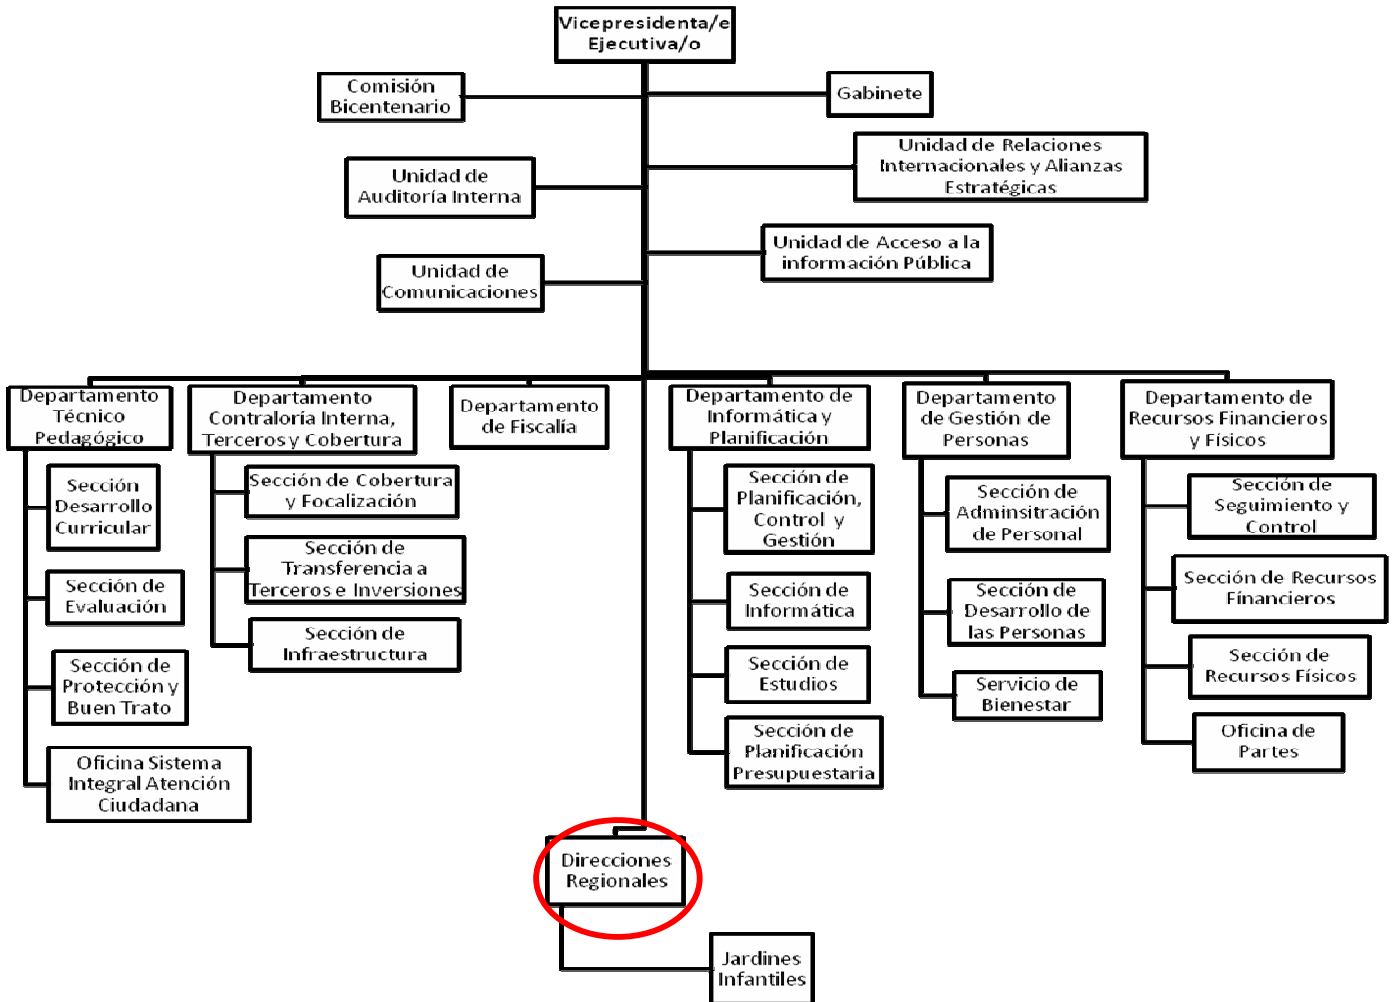 Vicepresidenta/e
Ejecutiva/o
Comisión
Bicentenario
Gabinete
Unidad de Relaciones
Internacionales y Alianzas
Estratégicas
Unidad de
Auditoría Interna
Unidad de Acceso a la
información Pública
Unidad de
Comunicaciones
Departamento
Técnico
Pedagógico
Departamento
Contraloría Interna,
Terceros y Cobertura
Departamento
de Fiscalía
Departamento de
Informática y
Planificación
Departamento
de Gestión de
Personas
Departamento de
Recursos Financieros
y Físicos
Sección
Desarrollo
Curricular
Sección de
Evaluación
Sección de
Protección y
Buen Trato
Oficina Sistema
Integral Atención
Ciudadana
Sección de Cobertura
y Focalización
Sección de
Transferencia a
Terceros e Inversiones
Sección de
Infraestructura
Sección de
Planificación,
Control y
Gestión
Sección de
Informática
Sección de
Estudios
Sección de
Planificación
Presupuestaria
Sección de
Adminsitración
de Personal
Sección de
Desarrollo de
las Personas
Servicio de
Bienestar
Sección de
Seguimiento y
Control
Sección de Recursos
Fínancieros
Sección de
Recursos Físicos
Oficina de
Partes
Direcciones
Regionales
Jardines
Infantiles